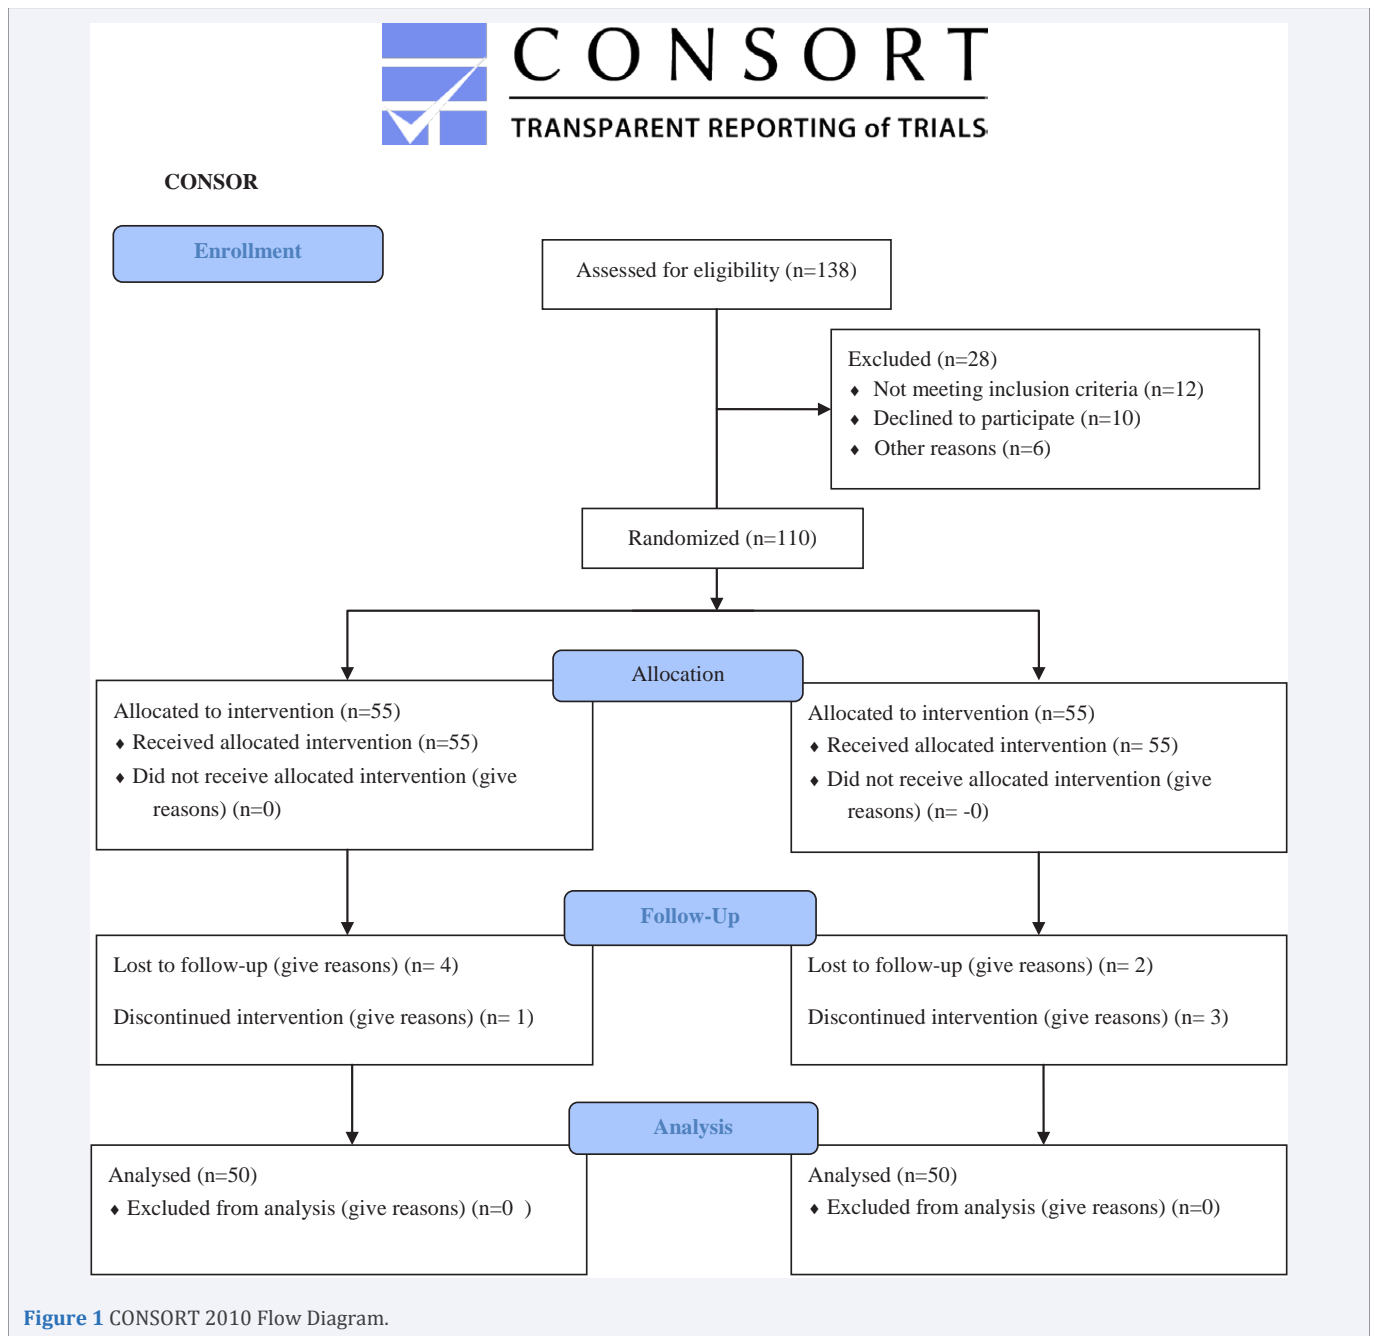 CONSORT
TRANSPARENT REPORTING of TRIALS
CONSOR
Enrollment
Assessed for eligibility (n=138)
Excluded (n=28)
♦ Not meeting inclusion criteria (n=12)
♦ Declined to participate (n=10)
♦ Other reasons (n=6)
Randomized (n=110)
Allocation
Allocated to intervention (n=55)
♦ Received allocated intervention (n=55)
♦ Did not receive allocated intervention (give
reasons) (n=0)
Allocated to intervention (n=55)
♦ Received allocated intervention (n= 55)
♦ Did not receive allocated intervention (give
reasons) (n= -0)
Follow-Up
Lost to follow-up (give reasons) (n= 4)
Discontinued intervention (give reasons) (n= 1)
Lost to follow-up (give reasons) (n= 2)
Discontinued intervention (give reasons) (n= 3)
Analysis
Analysed (n=50)
♦ Excluded from analysis (give reasons) (n=0  )
Analysed (n=50)
♦ Excluded from analysis (give reasons) (n=0)
Figure 1 CONSORT 2010 Flow Diagram.